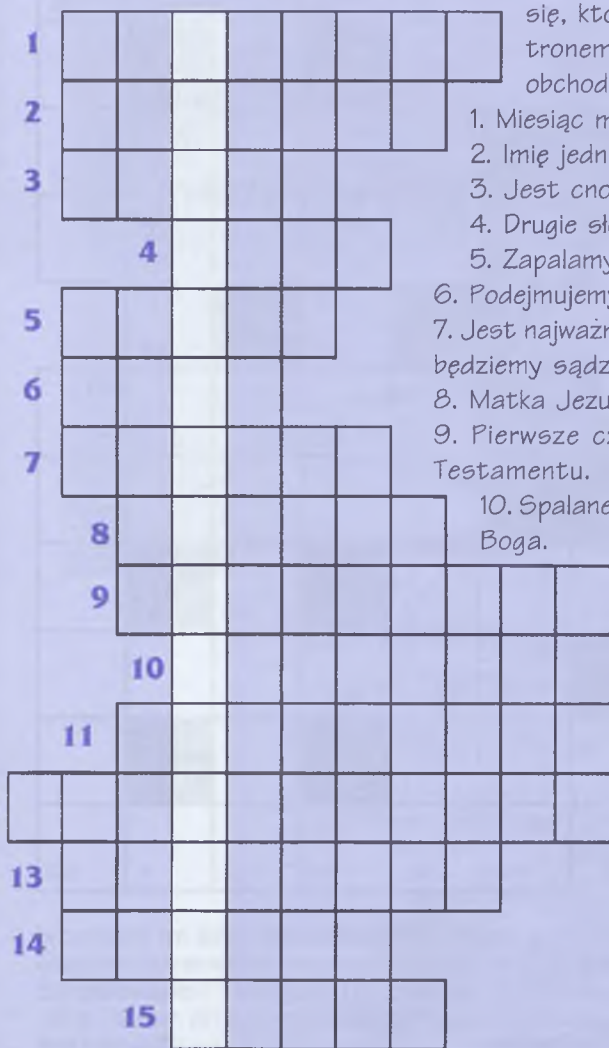 się, kto
tronem
obchod
1. Miesiąc m
2. Imię jedn
3. Jest cno
4. Drugie sł
5. Zapalamy
6. Podejmujemy
7. Jest najważn
będziemy sądz
8. Matka Jezu
9. Pierwsze cz
Testamentu.
10. Spalane
Boga.
1
2
3
4
5
6
7
8
9
10
11
13
14
15